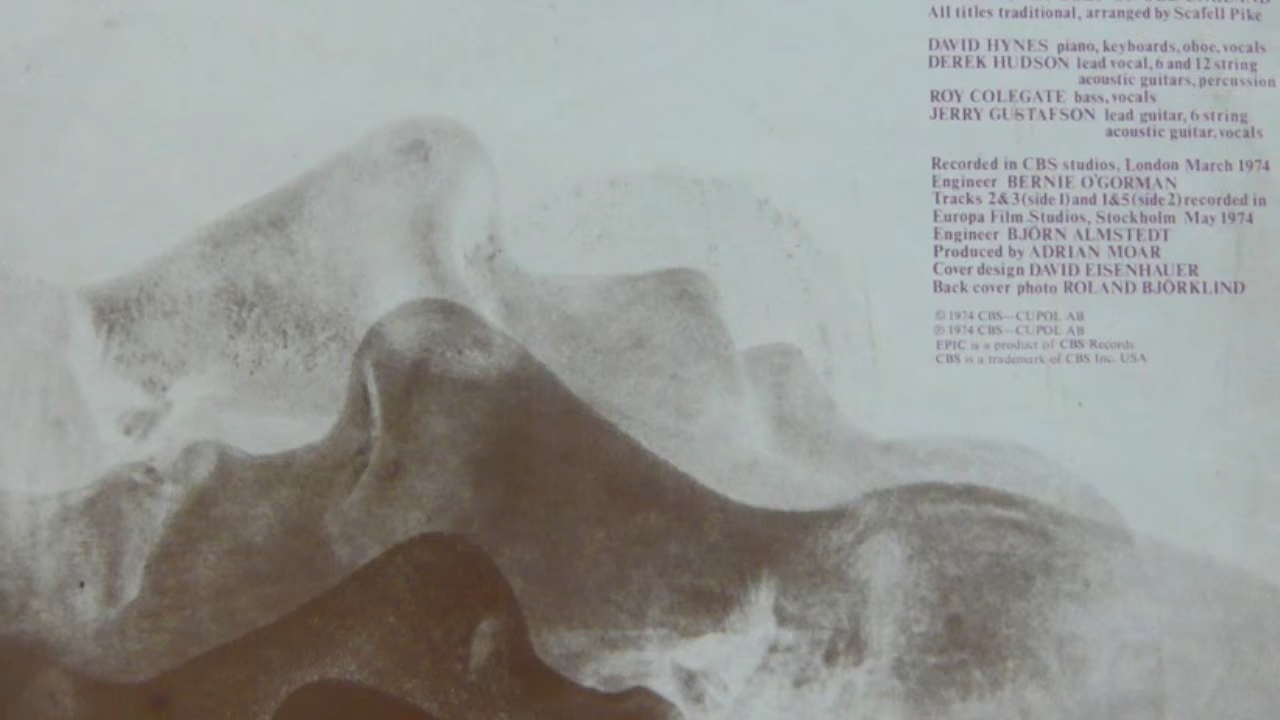 All titles traditional, arranged by Scafell Pike
DAVID HYNES piano, keyboards, oboe, vocals
DEREK HUDSON lead vocal, 6 and 12 string
acoustic guitars, percussion
ROY COLEGATE bass, vocals
JERRY GUSTAFSON lead guitar, 6 string
acoustic guitar, vocals
Recorded in CBS studios, London March 1974
Engineer BERNIE O'GORMAN
Tracks 2&3(side 1)and 1&5(side 2) recorded in
Europa Film Studios, Stockholm May 1974
Engineer BJÖRN ALMSTEDT
Produced by ADRIAN MOAR
Cover design DAVID EISENHAUER
Back cover photo ROLAND BJÖRKLIND
© 1974 CBS—CUPOL AB
℗ 1974 CBS—CUPOL AB
EPIC is a product of CBS Records
CBS is a trademark of CBS Inc. USA